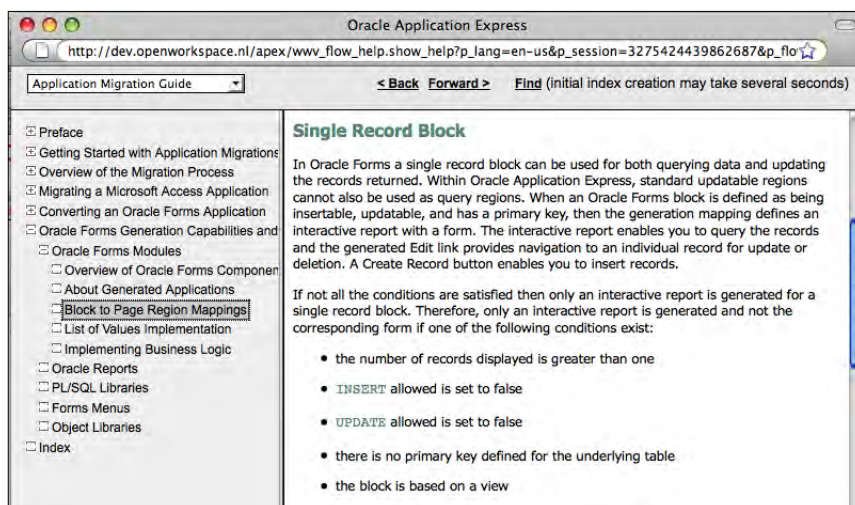 Oracle Application Express
http://dev.openworkspace.nl/apex/wwv_flow_help.show_help?p_lang=en-us&p_session=3275424439862687&p_flo
Application Migration Guide
< Back Forward > Find (initial index creation may take several seconds)
Preface
Getting Started with Application Migrations
Overview of the Migration Process
Migrating a Microsoft Access Application
Converting an Oracle Forms Application
Oracle Forms Generation Capabilities and
Oracle Forms Modules
Overview of Oracle Forms Componen
About Generated Applications
Block to Page Region Mappings
List of Values Implementation
Implementing Business Logic
Oracle Reports
PL/SQL Libraries
Forms Menus
Object Libraries
Index
Single Record Block
In Oracle Forms a single record block can be used for both querying data and updating
the records returned. Within Oracle Application Express, standard updatable regions
cannot also be used as query regions. When an Oracle Forms block is defined as being
insertable, updatable, and has a primary key, then the generation mapping defines an
interactive report with a form. The interactive report enables you to query the records
and the generated Edit link provides navigation to an individual record for update or
deletion. A Create Record button enables you to insert records.
If not all the conditions are satisfied then only an interactive report is generated for a
single record block. Therefore, only an interactive report is generated and not the
corresponding form if one of the following conditions exist:
• the number of records displayed is greater than one
• INSERT allowed is set to false
• UPDATE allowed is set to false
• there is no primary key defined for the underlying table
• the block is based on a view